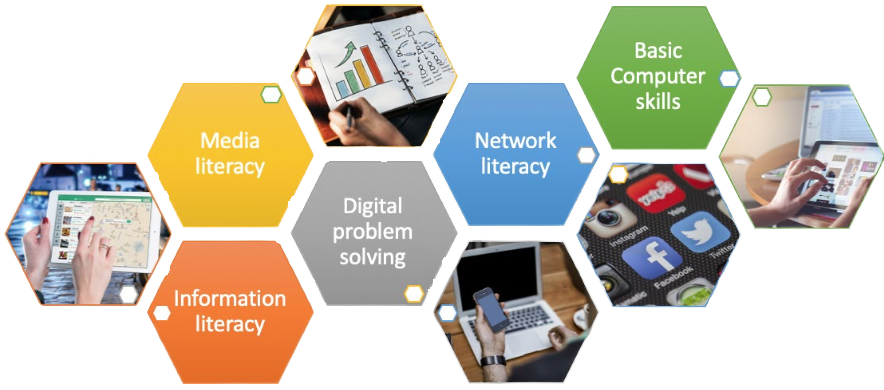 Media
literacy
Information
literacy
Digital
problem
solving
Network
literacy
Basic
Computer
skills
Instagram
Yelp
Facebook
Twitter